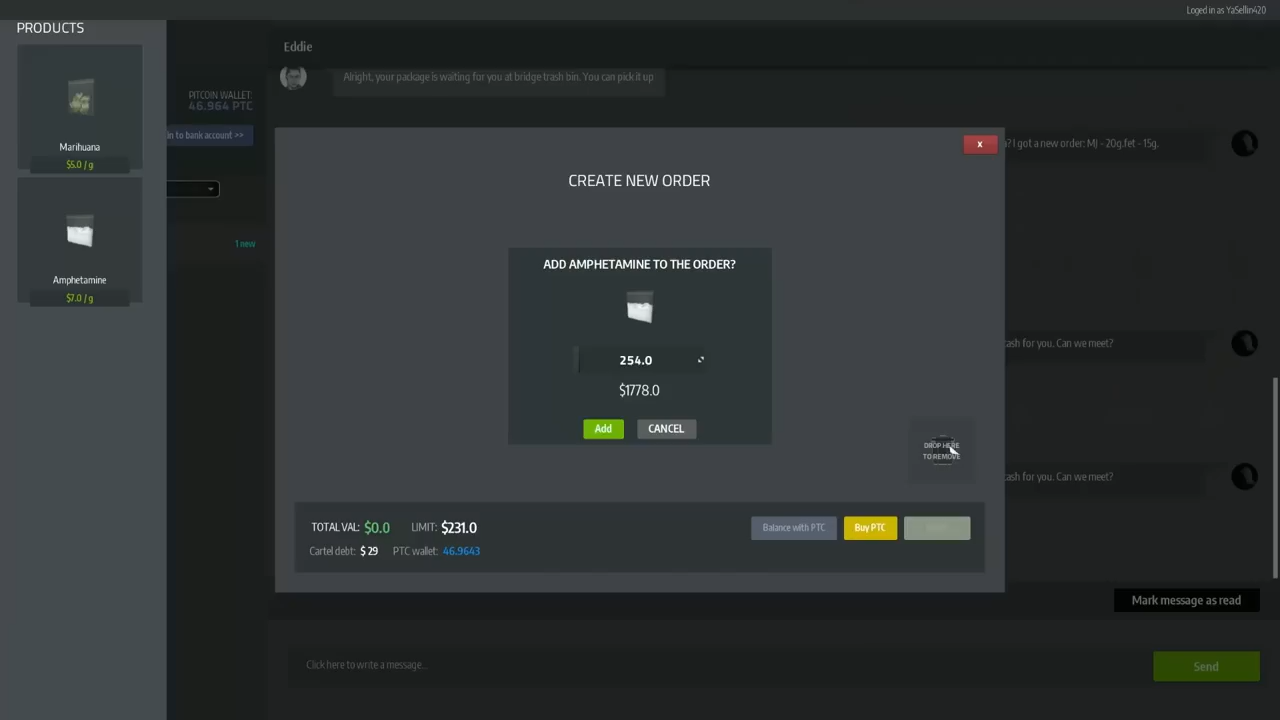 Loged in as YaSellin420
PRODUCTS
Marihuana
$5.0 / g
Amphetamine
$7.0 / g
PITCOIN WALLET:
46.964 PTC
in to bank account >>
1 new
Eddie
Alright, your package is waiting for you at bridge trash bin. You can pick it up
? I got a new order: MJ - 20g.fet - 15g.
ash for you. Can we meet?
ash for you. Can we meet?
x
CREATE NEW ORDER
ADD AMPHETAMINE TO THE ORDER?
254.0
$1778.0
Add
CANCEL
DROP HERE
TO REMOVE
TOTAL VAL: $0.0 LIMIT: $231.0
Cartel debt: $ 29 PTC wallet: 46.9643
Balance with PTC
Buy PTC
Mark message as read
Click here to write a message...
Send